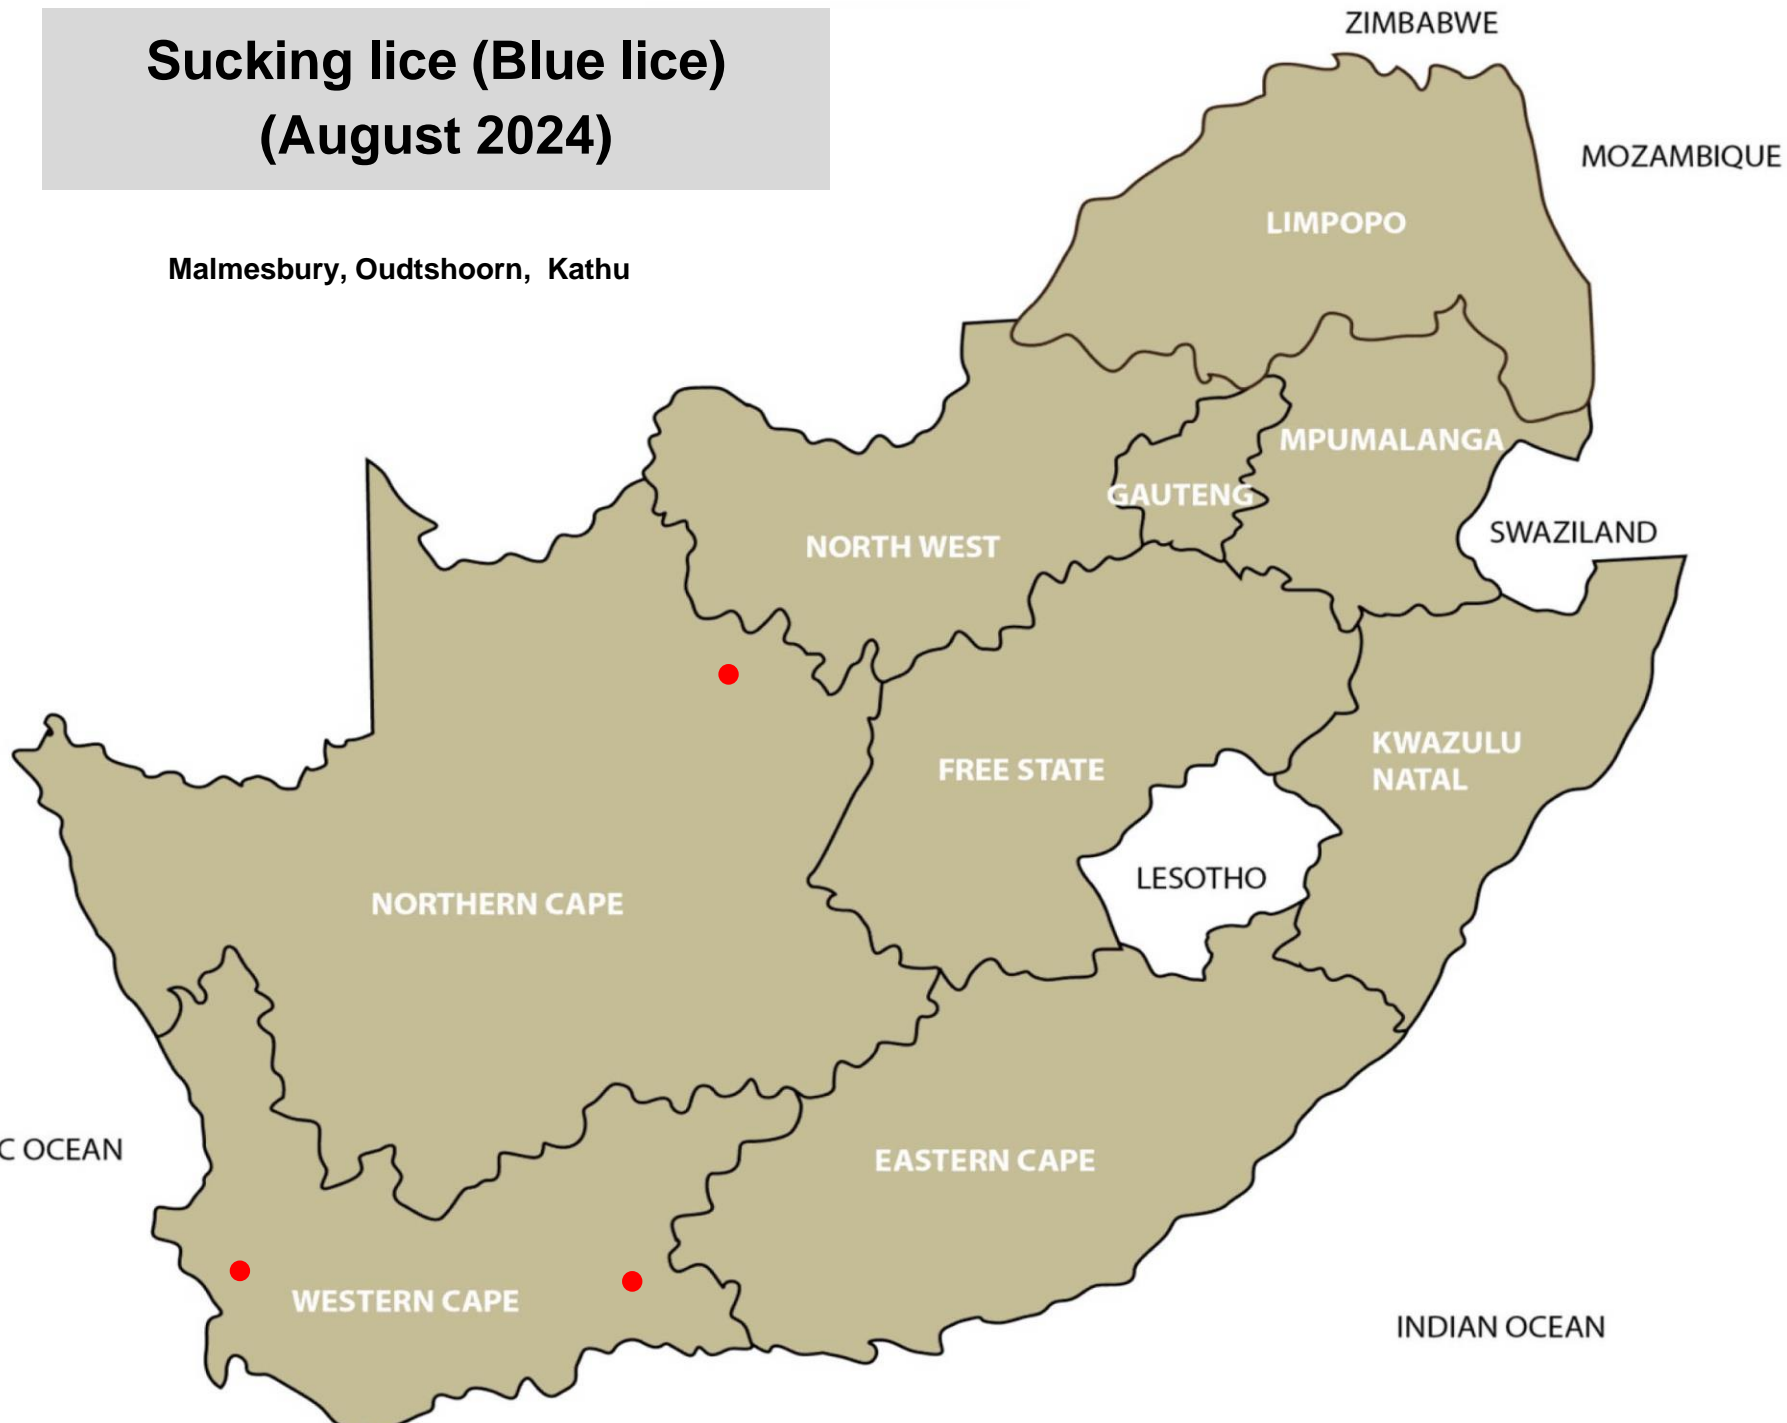 Sucking lice (Blue lice)
(August 2024)
Malmesbury, Oudtshoorn, Kathu
ZIMBABWE
MOZAMBIQUE
LIMPOPO
MPUMALANGA
GAUTENG
SWAZILAND
NORTH WEST
FREE STATE
KWAZULU
NATAL
LESOTHO
NORTHERN CAPE
C OCEAN
EASTERN CAPE
WESTERN CAPE
INDIAN OCEAN